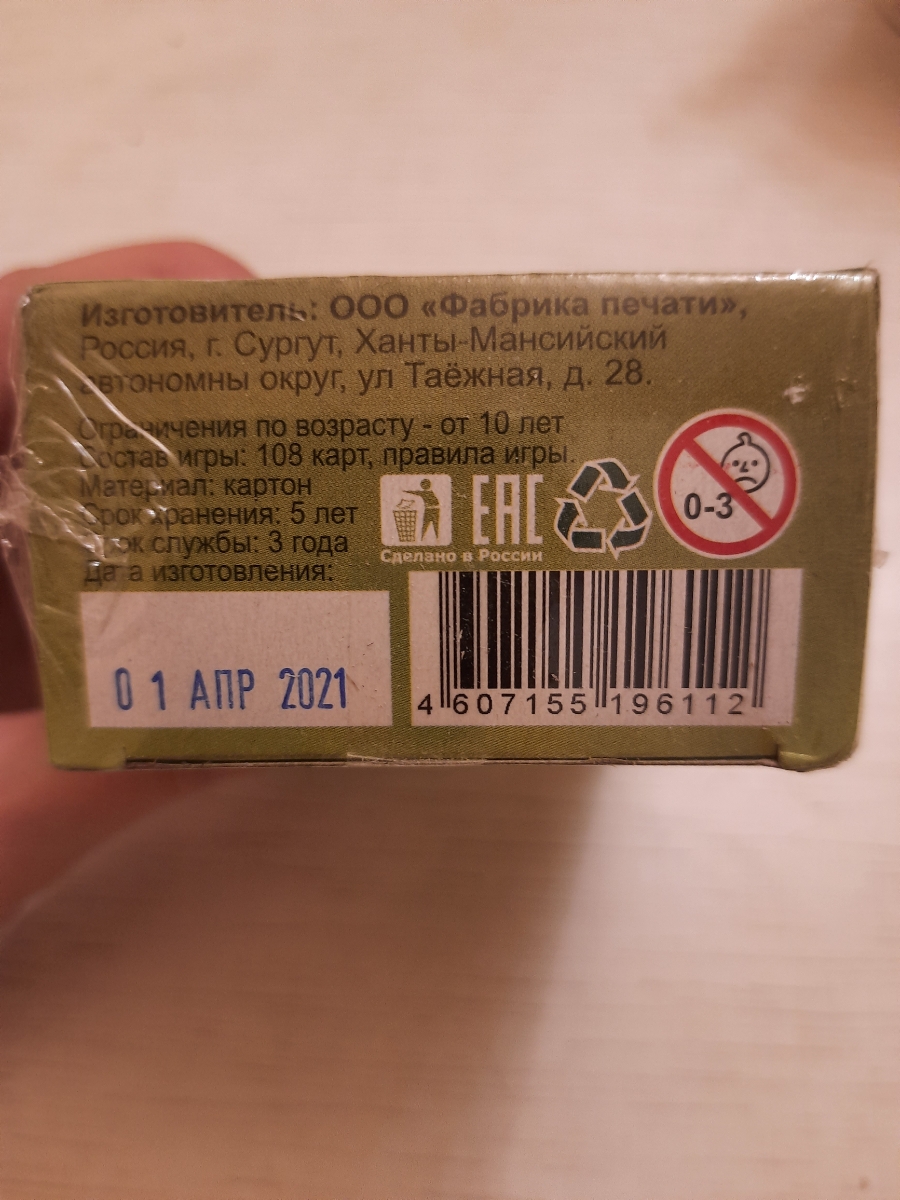 Изготовитель: ООО «Фабрика печати»,
Россия, г. Сургут, Ханты-Мансийский
автономны округ, ул Таёжная, д. 28.
Ограничения по возрасту - от 10 лет
Состав игры: 108 карт, правила игры.
Материал: картон
Срок хранения: 5 лет
Срок службы: 3 года
Дата изготовления:
EAC
Сделано в России
0-3
01 АПР 2021
4 607155 196112